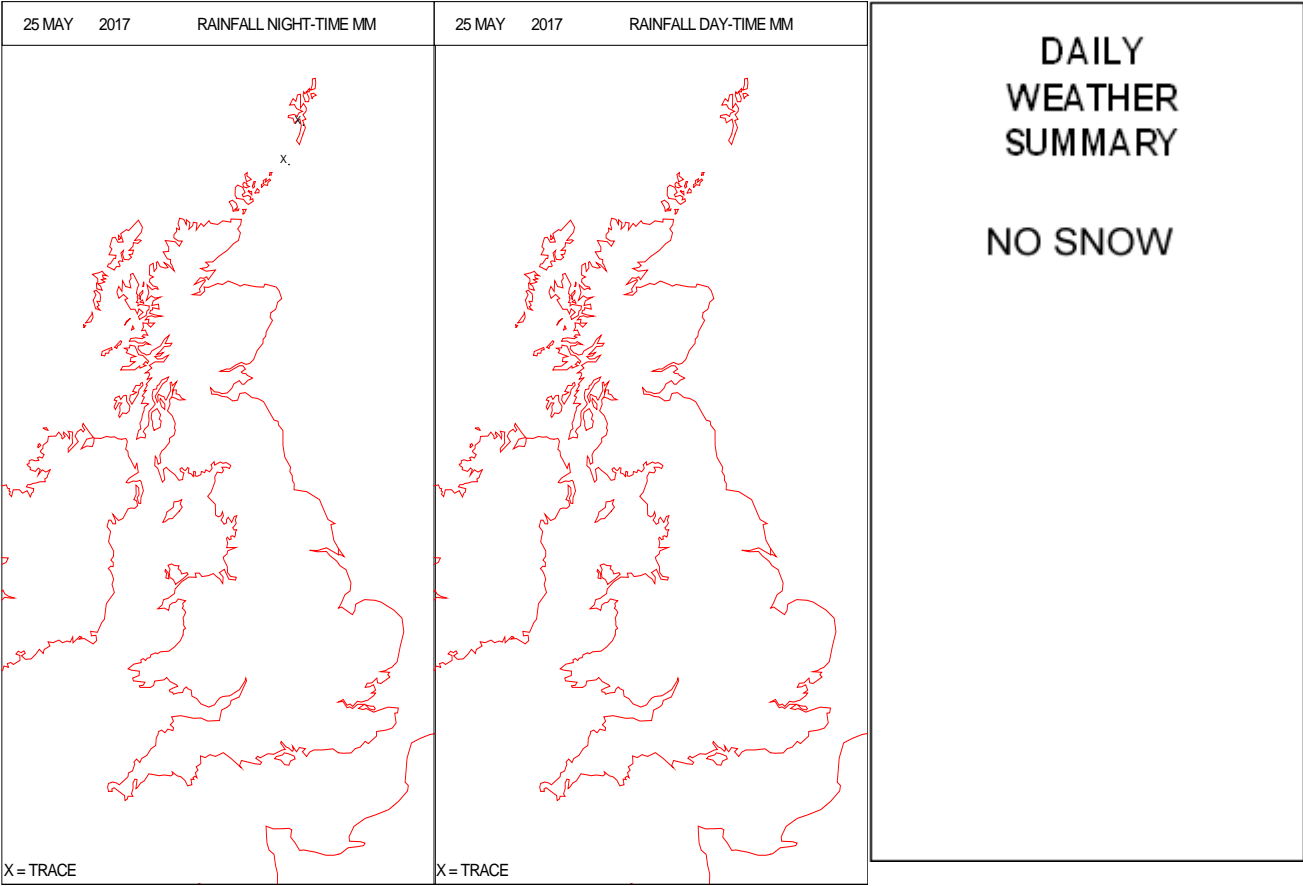 25 MAY 2017 RAINFALL NIGHT-TIME MM
X
X
X = TRACE
25 MAY 2017 RAINFALL DAY-TIME MM
X = TRACE
DAILY
WEATHER
SUMMARY
NO SNOW